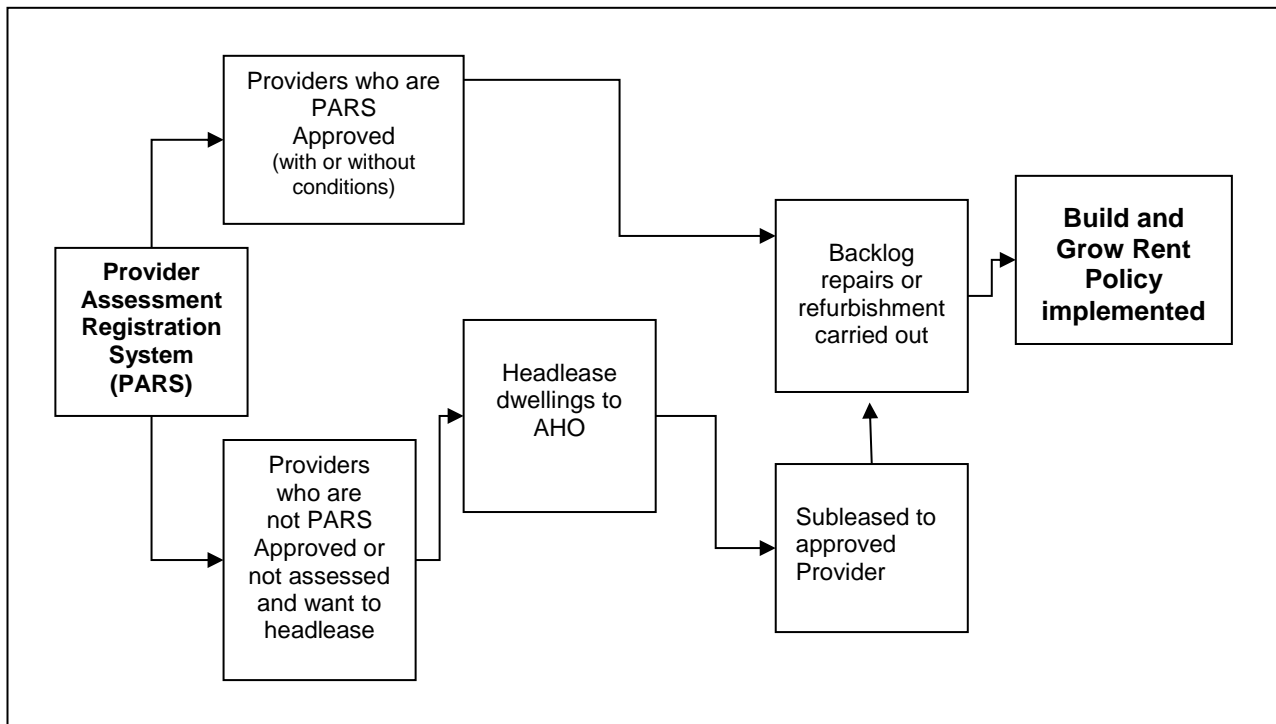 Providers who are
PARS
Approved
(with or without
conditions)
Provider
Assessment
Registration
System
(PARS)
Providers
who are
not PARS
Approved or
not assessed
and want to
headlease
Headlease
dwellings to
AHO
Subleased to
approved
Provider
Backlog
repairs or
refurbishment
carried out
Build and
Grow Rent
Policy
implemented